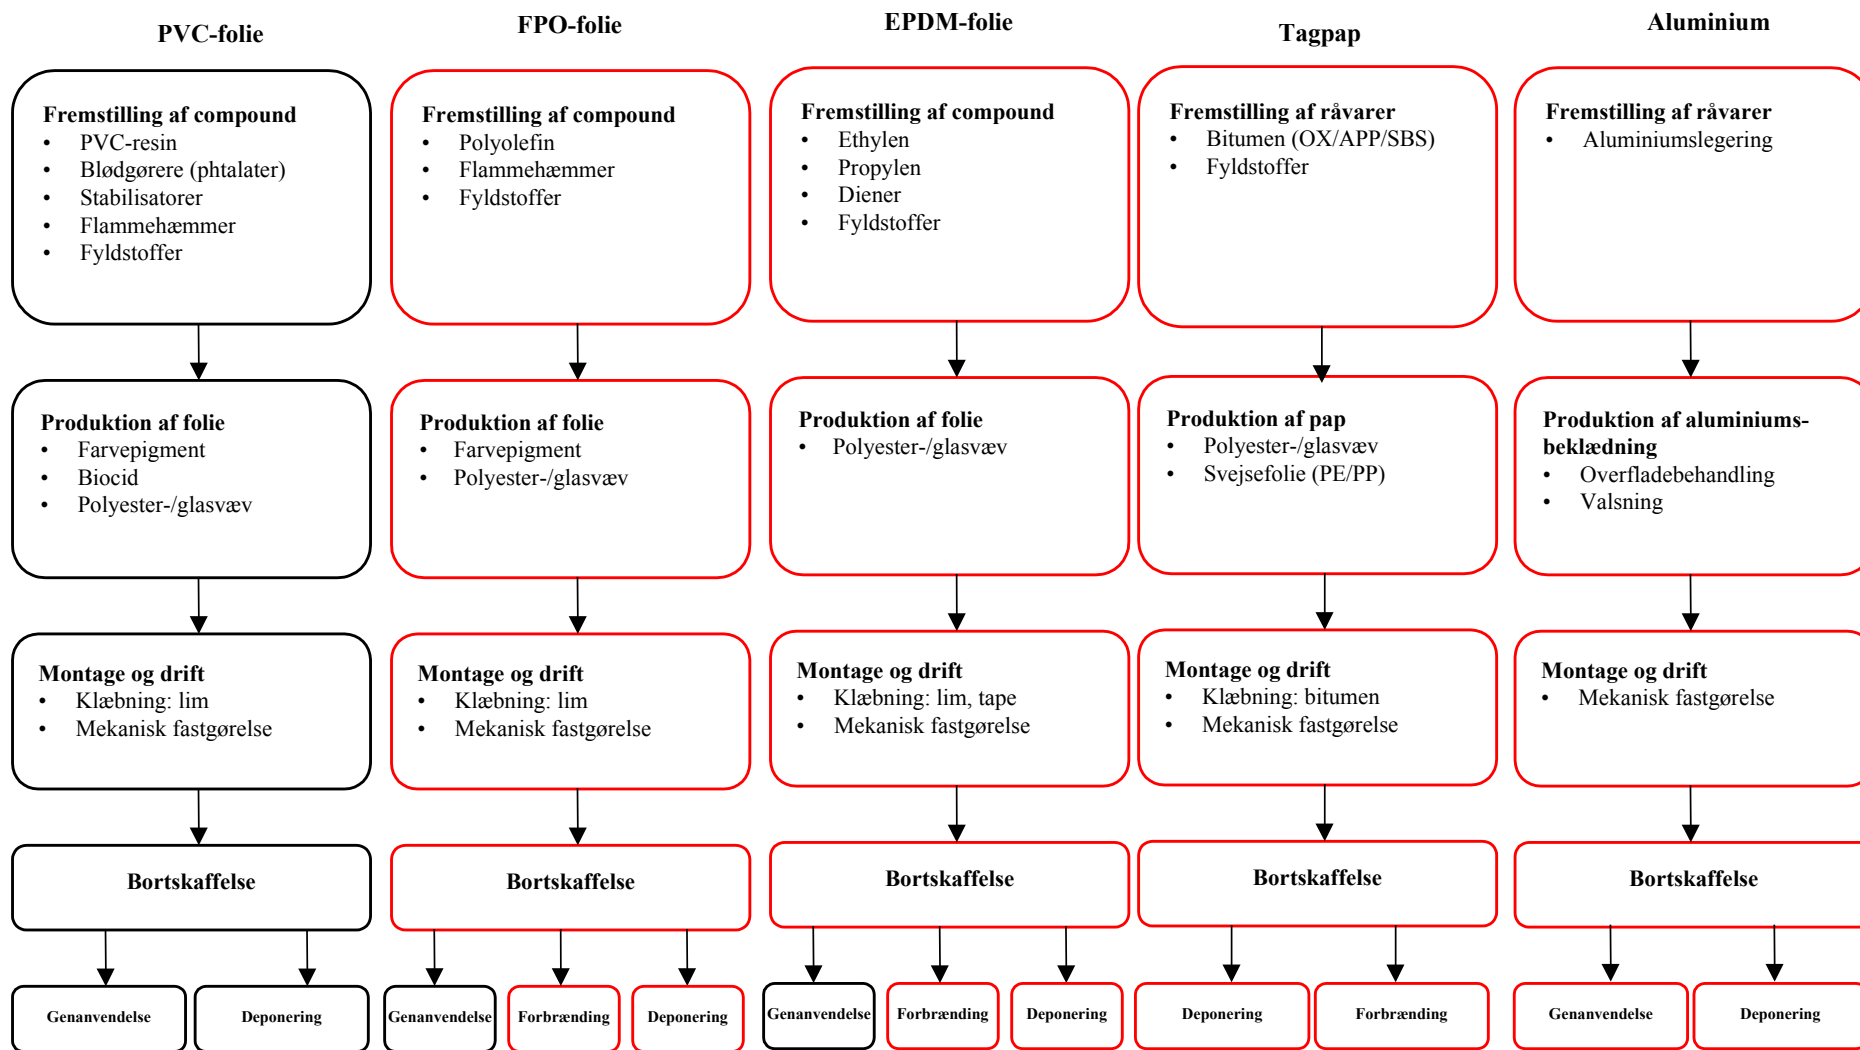 PVC-folie
FPO-folie
EPDM-folie
Tagpap
Aluminium
Fremstilling af compound
• PVC-resin
• Blødgørere (phtalater)
• Stabilisatorer
• Flammehæmmer
• Fyldstoffer
Fremstilling af compound
• Polyolefin
• Flammehæmmer
• Fyldstoffer
Fremstilling af compound
• Ethylen
• Propylen
• Diener
• Fyldstoffer
Fremstilling af råvarer
• Bitumen (OX/APP/SBS)
• Fyldstoffer
Fremstilling af råvarer
• Aluminiumslegering
Produktion af folie
• Farvepigment
• Biocid
• Polyester-/glasvæv
Produktion af folie
• Farvepigment
• Polyester-/glasvæv
Produktion af folie
• Polyester-/glasvæv
Produktion af pap
• Polyester-/glasvæv
• Svejsefolie (PE/PP)
Produktion af aluminiums-
beklædning
• Overfladebehandling
• Valsning
Montage og drift
• Klæbning: lim
• Mekanisk fastgørelse
Montage og drift
• Klæbning: lim
• Mekanisk fastgørelse
Montage og drift
• Klæbning: lim, tape
• Mekanisk fastgørelse
Montage og drift
• Klæbning: bitumen
• Mekanisk fastgørelse
Montage og drift
• Mekanisk fastgørelse
Bortskaffelse
Bortskaffelse
Bortskaffelse
Bortskaffelse
Bortskaffelse
Genanvendelse
Deponering
Genanvendelse
Forbrænding
Deponering
Genanvendelse
Forbrænding
Deponering
Deponering
Forbrænding
Genanvendelse
Deponering